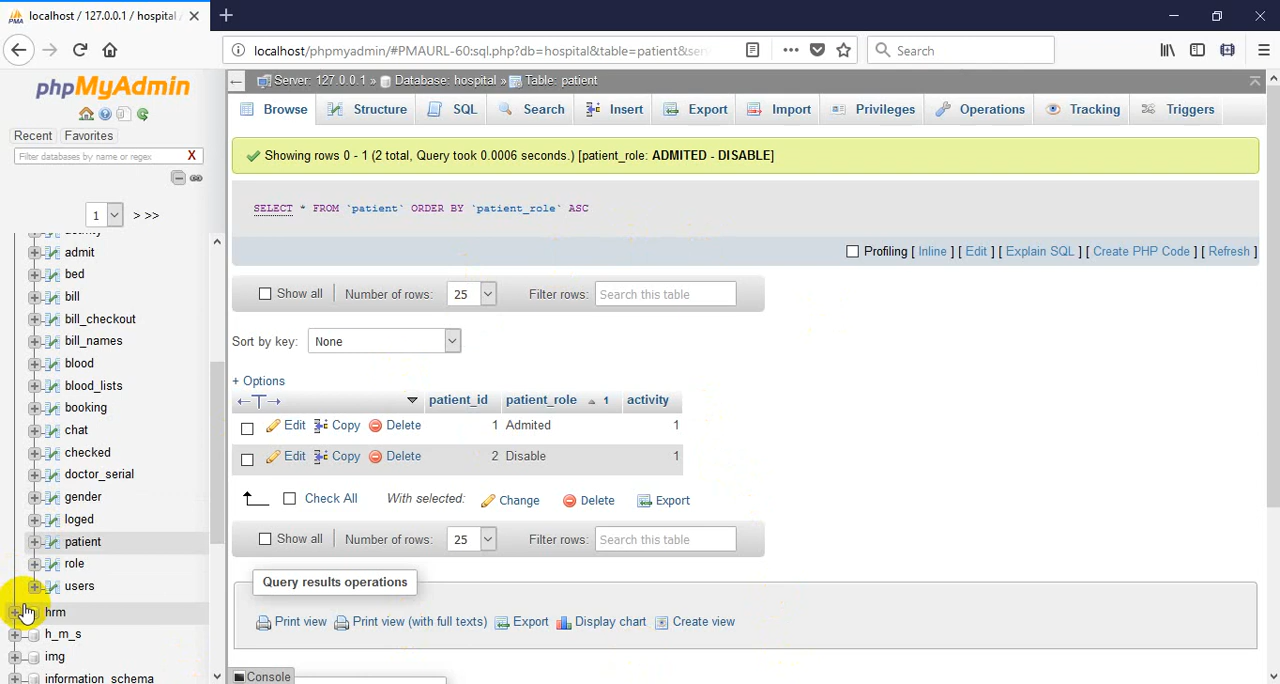 localhost / 127.0.0.1 / hospital /
localhost/phpmyadmin/#PMAURL-60:sql.php?db=hospital&table=patient&ser
Search
phpMyAdmin
Recent Favorites
Filter databases by name or regex X
1 > >>
activity
admit
bed
bill
bill_checkout
bill_names
blood
blood_lists
booking
chat
checked
doctor_serial
gender
loged
patient
role
users
hrm
h_m_s
img
information_schema
Server: 127.0.0.1 » Database: hospital » Table: patient
Browse Structure SQL Search Insert Export Import Privileges Operations Tracking Triggers
Showing rows 0 - 1 (2 total, Query took 0.0006 seconds.) [patient_role: ADMITED - DISABLE]
SELECT * FROM `patient` ORDER BY `patient_role` ASC
Profiling [ Inline ] [ Edit ] [ Explain SQL ] [ Create PHP Code ] [ Refresh ]
Show all Number of rows: 25 Filter rows: Search this table
Sort by key: None
+ Options
←T→ patient_id patient_role 1 activity
Edit Copy Delete 1 Admited 1
Edit Copy Delete 2 Disable 1
Check All With selected: Change Delete Export
Show all Number of rows: 25 Filter rows: Search this table
Query results operations
Print view Print view (with full texts) Export Display chart Create view
Console